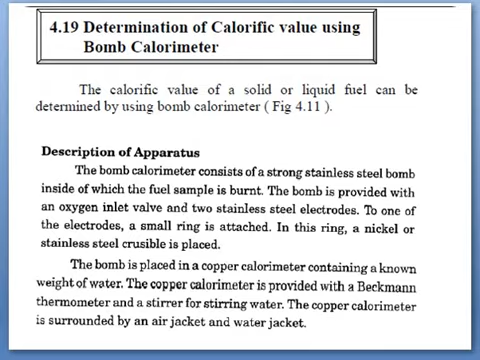 4.19 Determination of Calorific value using
Bomb Calorimeter
The calorific value of a solid or liquid fuel can be
determined by using bomb calorimeter ( Fig 4.11 ).
Description of Apparatus
The bomb calorimeter consists of a strong stainless steel bomb
inside of which the fuel sample is burnt. The bomb is provided with
an oxygen inlet valve and two stainless steel electrodes. To one of
the electrodes, a small ring is attached. In this ring, a nickel or
stainless steel crusible is placed.
The bomb is placed in a copper calorimeter containing a known
weight of water. The copper calorimeter is provided with a Beckmann
thermometer and a stirrer for stirring water. The copper calorimeter
is surrounded by an air jacket and water jacket.